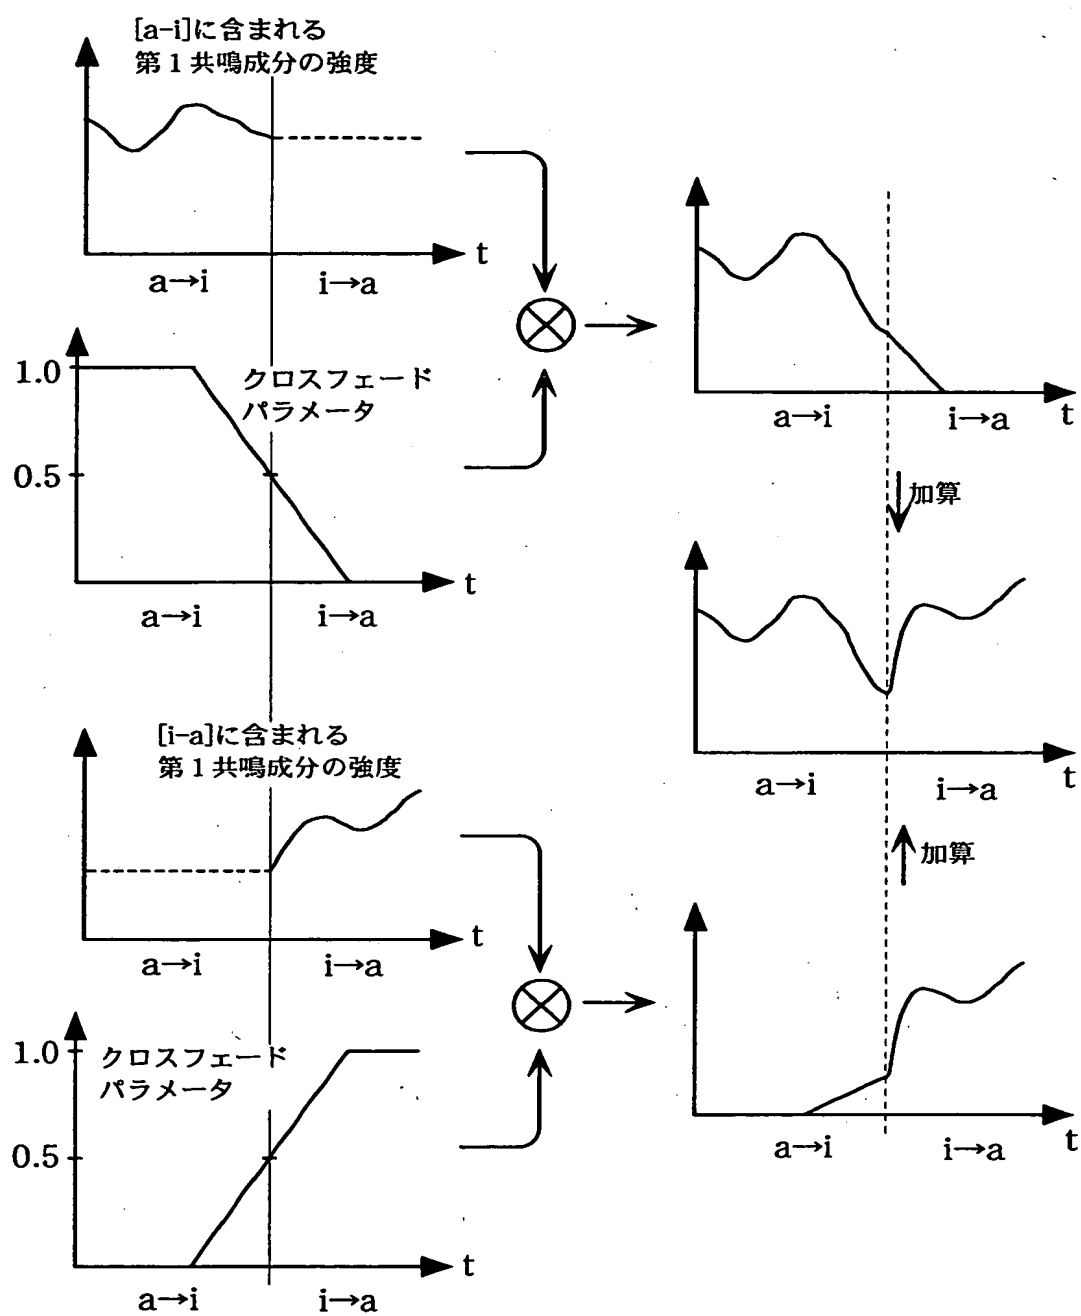 [a-i]に含まれる
第1共鳴成分の強度
t
a→i
i→a
1.0
クロスフェード
パラメータ
0.5
t
a→i
i→a
a→i
i→a
t
加算
a→i
i→a
t
加算
[i-a]に含まれる
第1共鳴成分の強度
t
a→i
i→a
1.0
クロスフェード
パラメータ
0.5
t
a→i
i→a
a→i
i→a
t